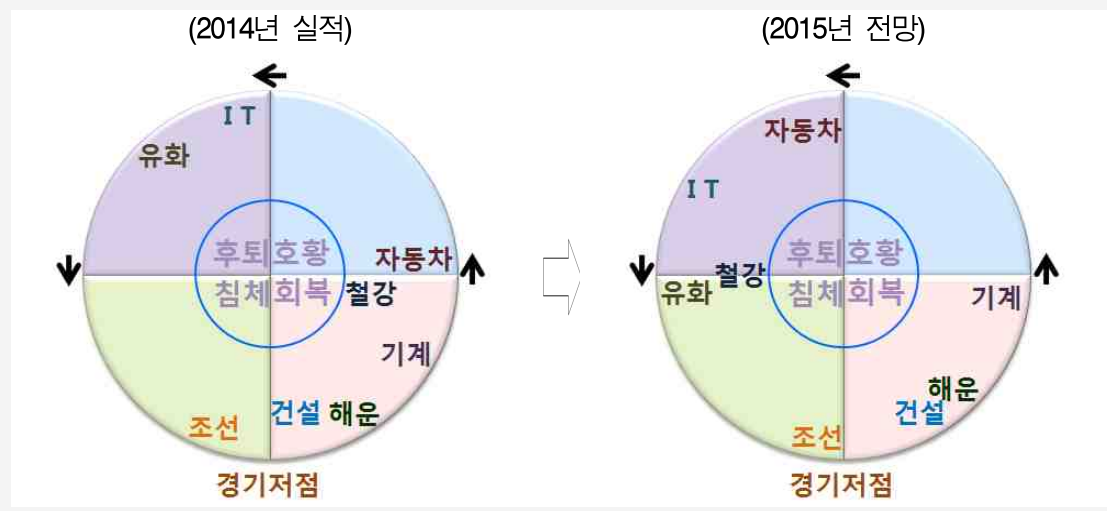 (2014년 실적)
IT
유화
후퇴 호황
자동차
침체 회복
철강
기계
건설 해운
조선
경기저점
(2015년 전망)
자동차
IT
후퇴 호황
철강
유화
침체 회복
기계
해운
건설
조선
경기저점